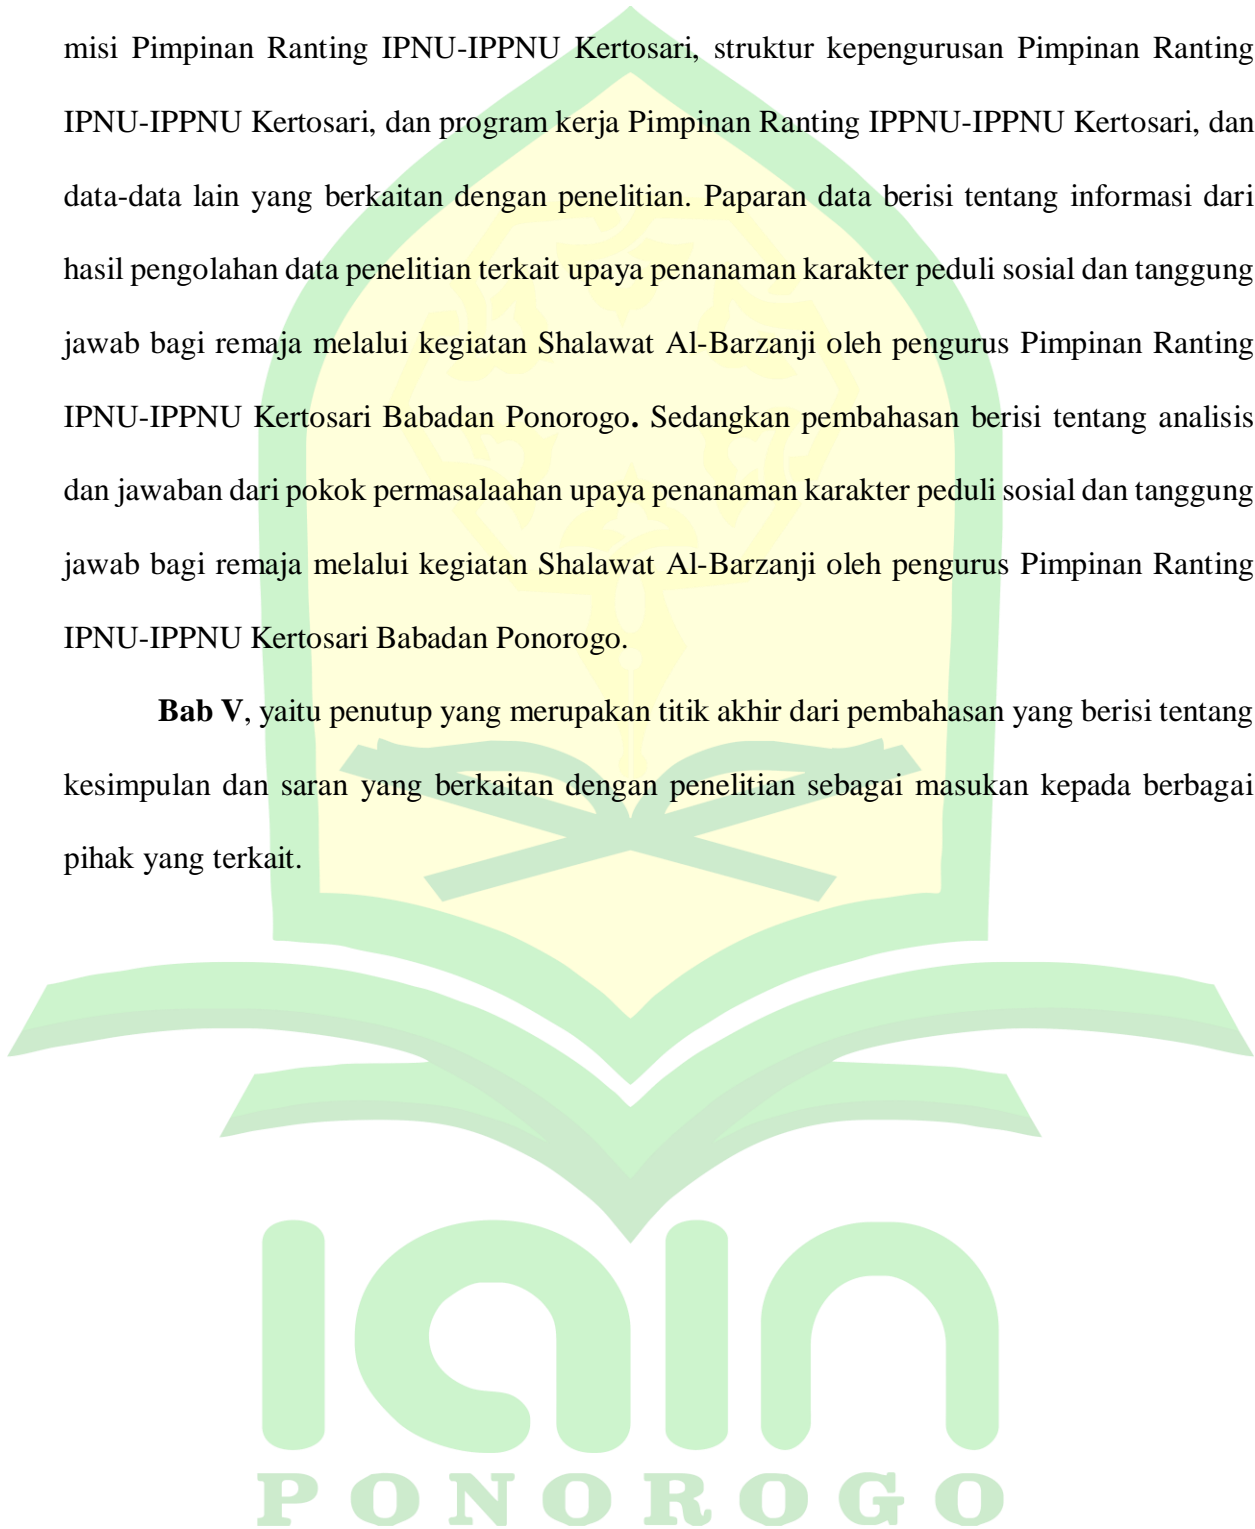 misi Pimpinan Ranting IPNU-IPPNU Kertosari, struktur kepengurusan Pimpinan Ranting
IPNU-IPPNU Kertosari, dan program kerja Pimpinan Ranting IPPNU-IPPNU Kertosari, dan
data-data lain yang berkaitan dengan penelitian. Paparan data berisi tentang informasi dari
hasil pengolahan data penelitian terkait upaya penanaman karakter peduli sosial dan tanggung
jawab bagi remaja melalui kegiatan Shalawat Al-Barzanji oleh pengurus Pimpinan Ranting
IPNU-IPPNU Kertosari Babadan Ponorogo. Sedangkan pembahasan berisi tentang analisis
dan jawaban dari pokok permasalaahan upaya penanaman karakter peduli sosial dan tanggung
jawab bagi remaja melalui kegiatan Shalawat Al-Barzanji oleh pengurus Pimpinan Ranting
IPNU-IPPNU Kertosari Babadan Ponorogo.
Bab V, yaitu penutup yang merupakan titik akhir dari pembahasan yang berisi tentang
kesimpulan dan saran yang berkaitan dengan penelitian sebagai masukan kepada berbagai
pihak yang terkait.
iain
PONOROGO